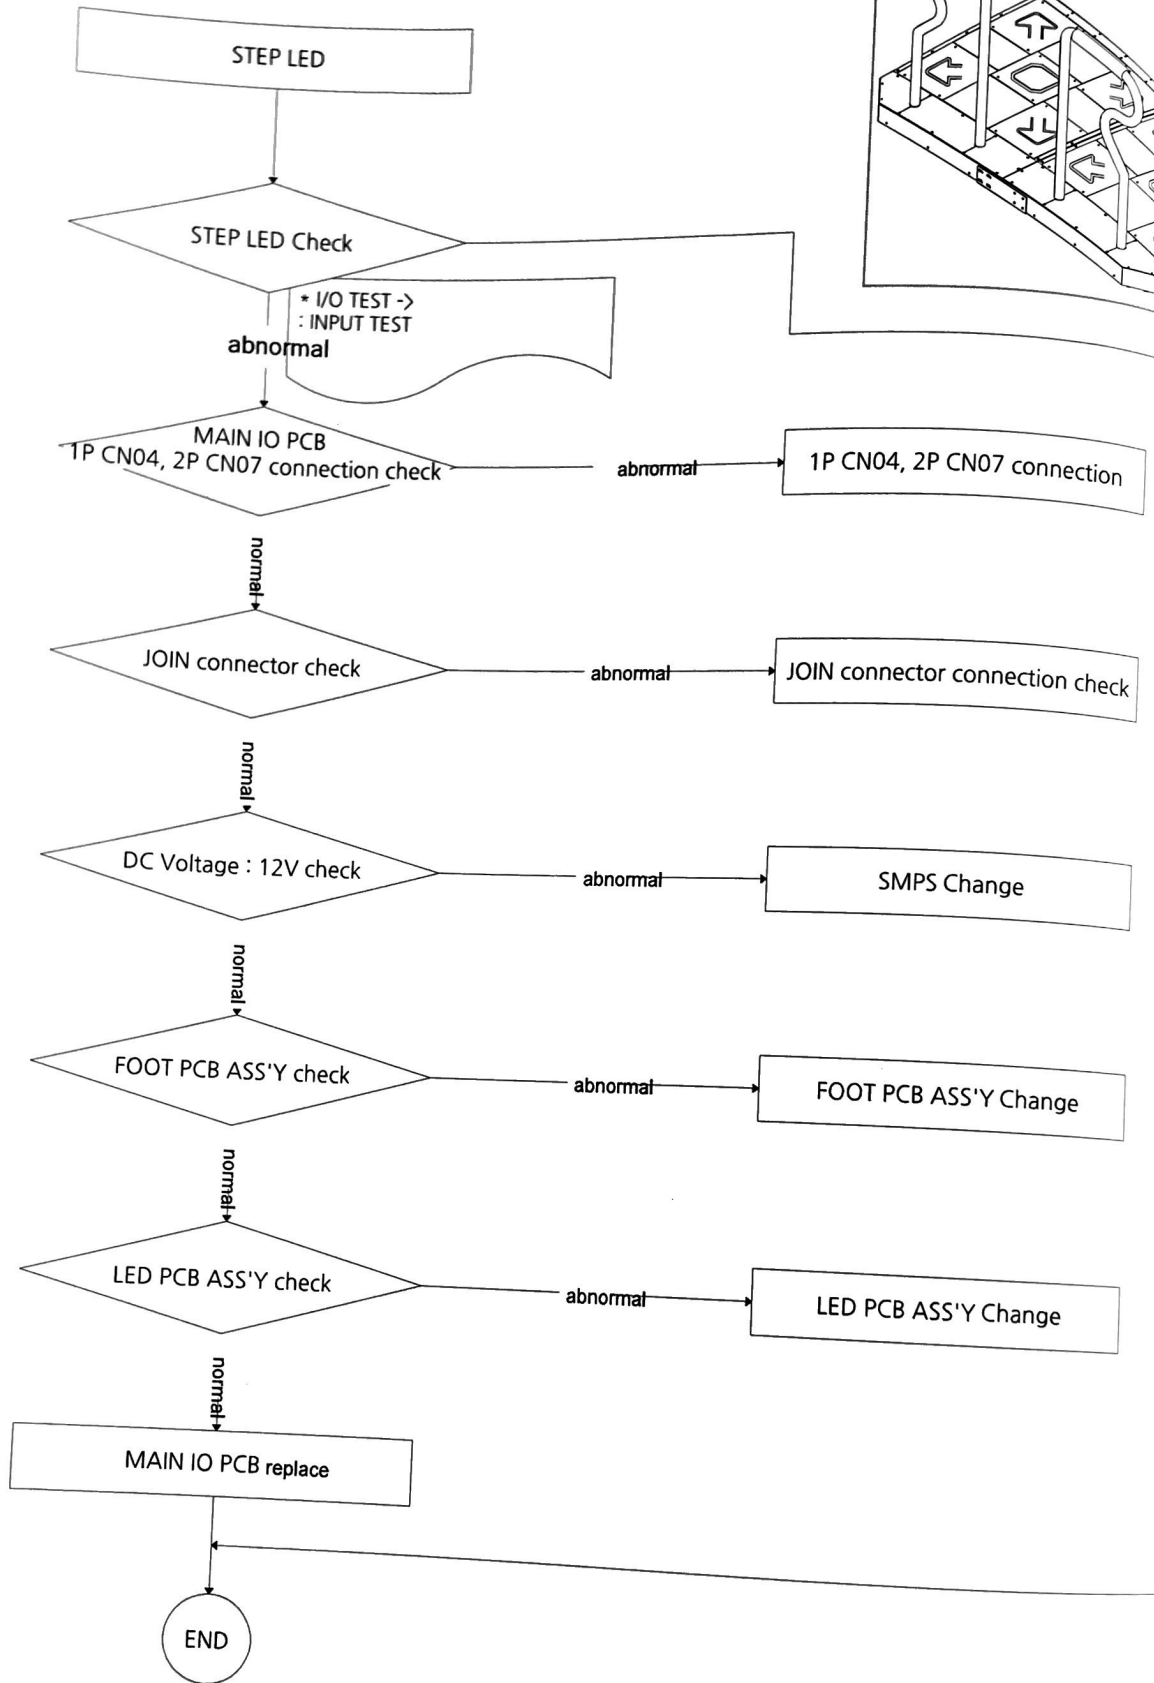 STEP LED
STEP LED Check
* I/O TEST ->
: INPUT TEST
abnormal
MAIN IO PCB
1P CN04, 2P CN07 connection check
abnormal
1P CN04, 2P CN07 connection
normal
JOIN connector check
abnormal
JOIN connector connection check
normal
DC Voltage : 12V check
abnormal
SMPS Change
normal
FOOT PCB ASS'Y check
abnormal
FOOT PCB ASS'Y Change
normal
LED PCB ASS'Y check
abnormal
LED PCB ASS'Y Change
normal
MAIN IO PCB replace
END